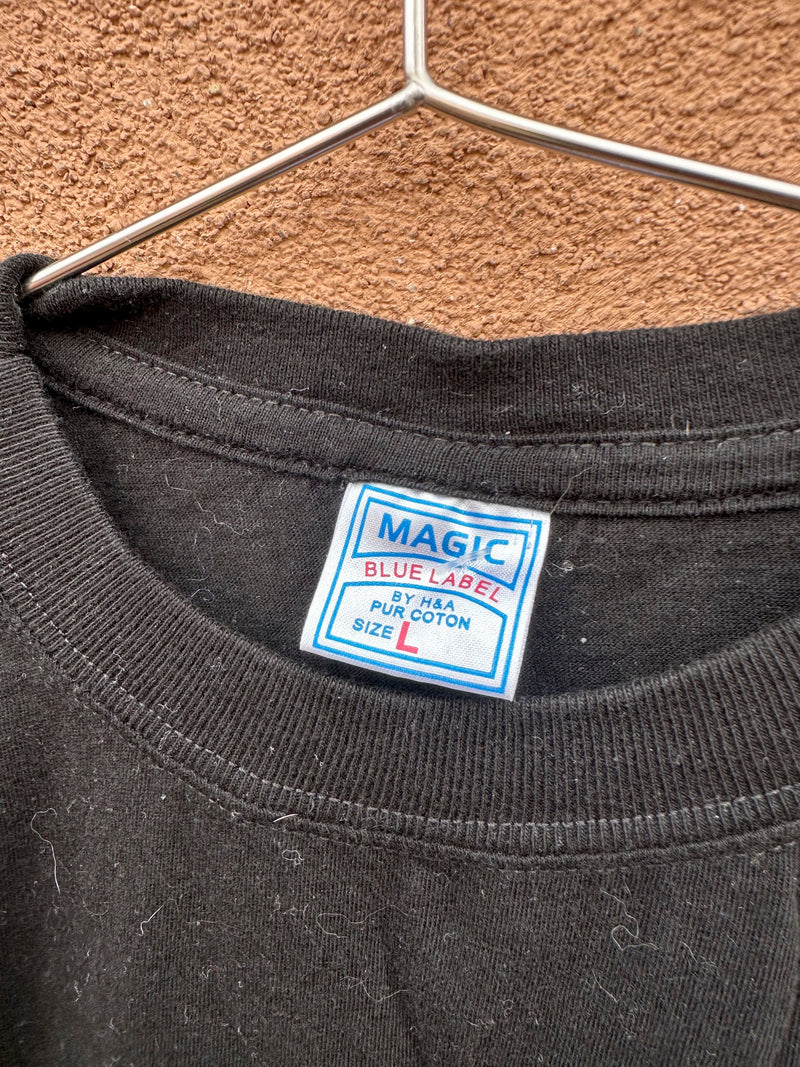 MAGIC
BLUE LABEL
BY H&A
PUR COTON
SIZE L